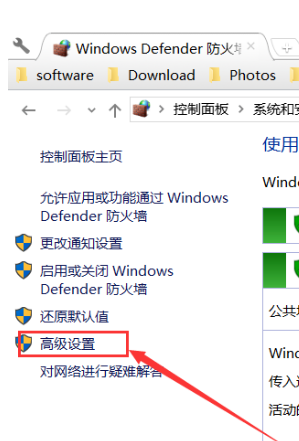 Windows Defender 防火墙
software Download Photos
控制面板 系统和安
使用
控制面板主页
Windo
允许应用或功能通过 Windows
Defender 防火墙
更改通知设置
启用或关闭 Windows
Defender 防火墙
还原默认值
公共
高级设置
Wind
对网络进行疑难解答
传入
活动的